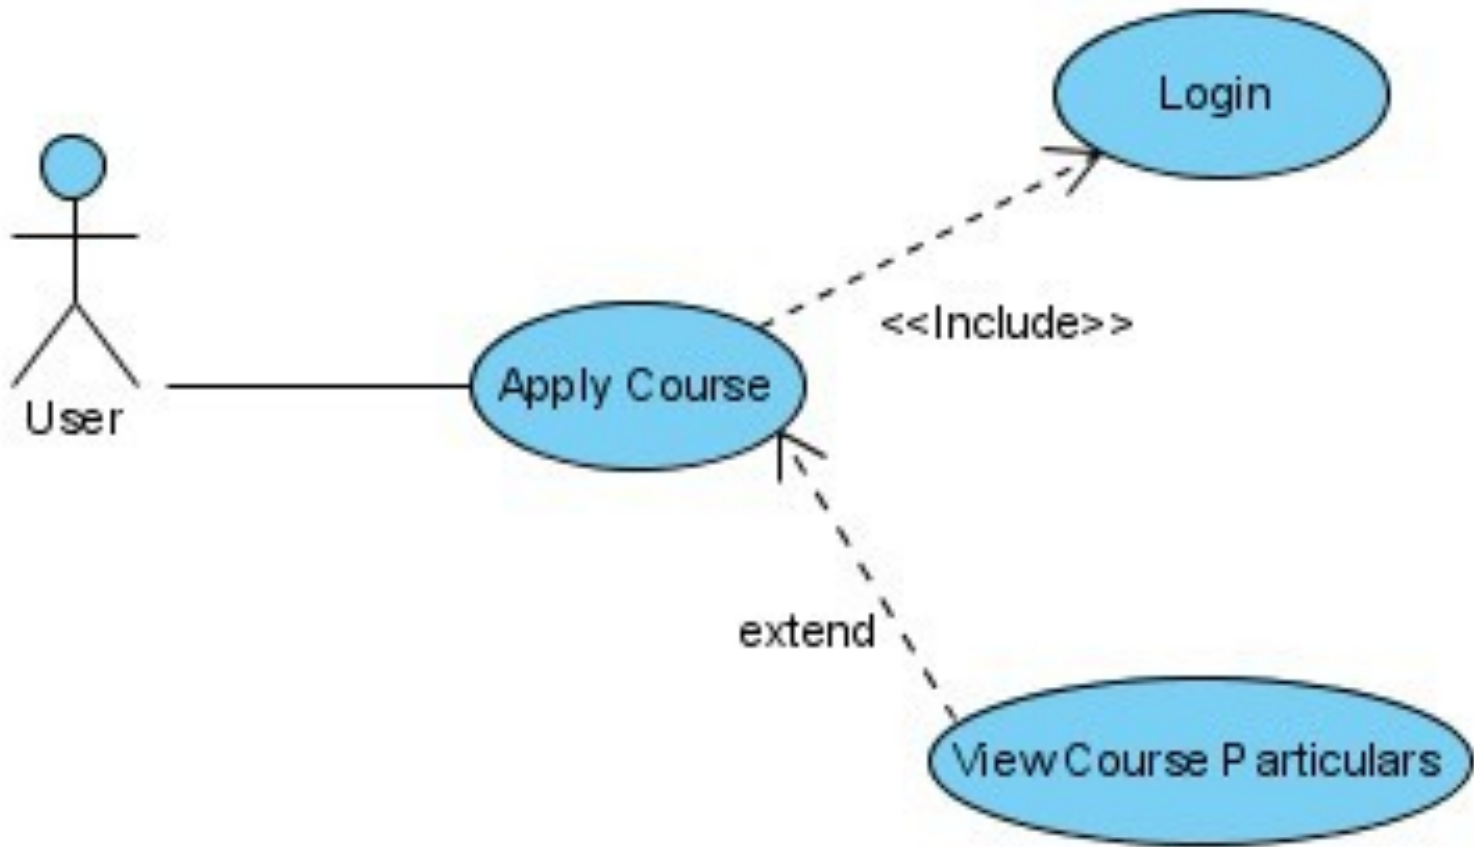 Login
<<Include>>
Apply Course
User
extend
View Course Particulars